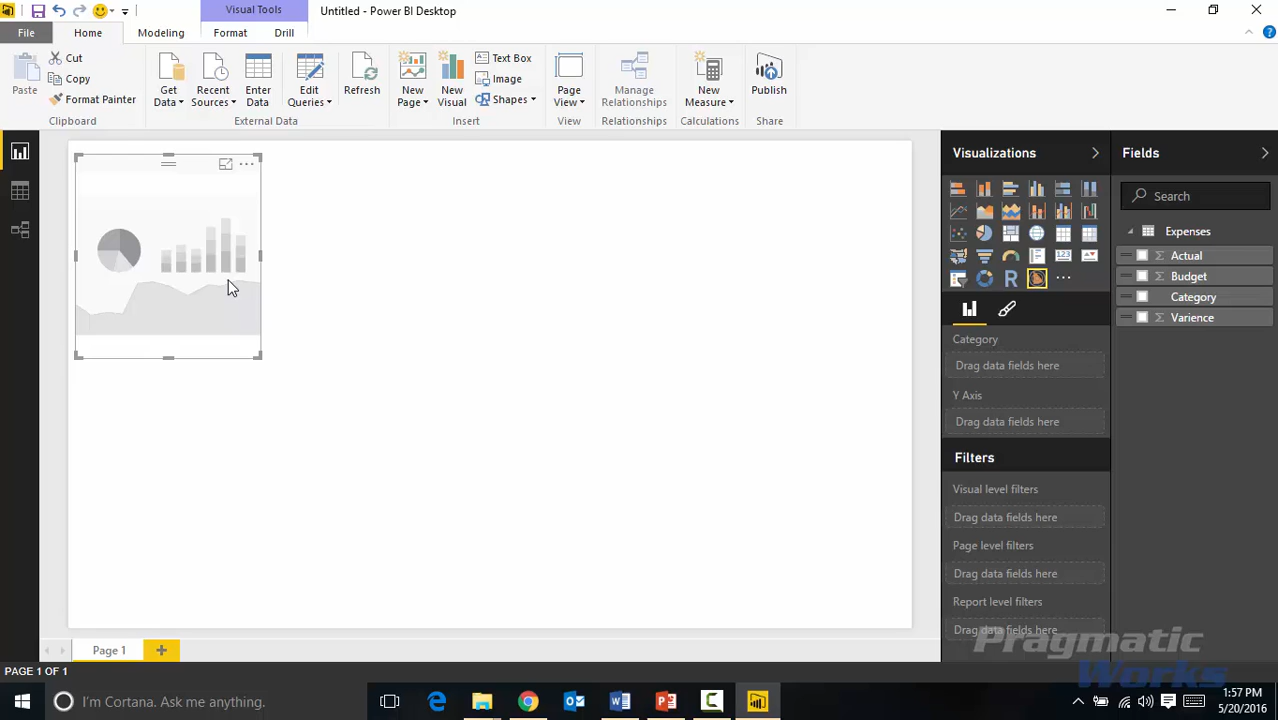 Visual Tools
Untitled - Power BI Desktop
File
Home
Modeling
Format
Drill
Paste
Cut
Copy
Format Painter
Clipboard
Get Data
Recent Sources
Enter Data
Edit Queries
Refresh
External Data
New Page
New Visual
Text Box
Image
Shapes
Insert
Page View
View
Manage Relationships
Relationships
New Measure
Calculations
Publish
Share
Visualizations
Fields
Search
Expenses
Actual
Budget
Category
Varience
R
123
Category
Drag data fields here
Y Axis
Drag data fields here
Filters
Visual level filters
Drag data fields here
Page level filters
Drag data fields here
Report level filters
Drag data fields here
Pragmatic Works
Page 1
PAGE 1 OF 1
I'm Cortana. Ask me anything.
1:57 PM
5/20/2016